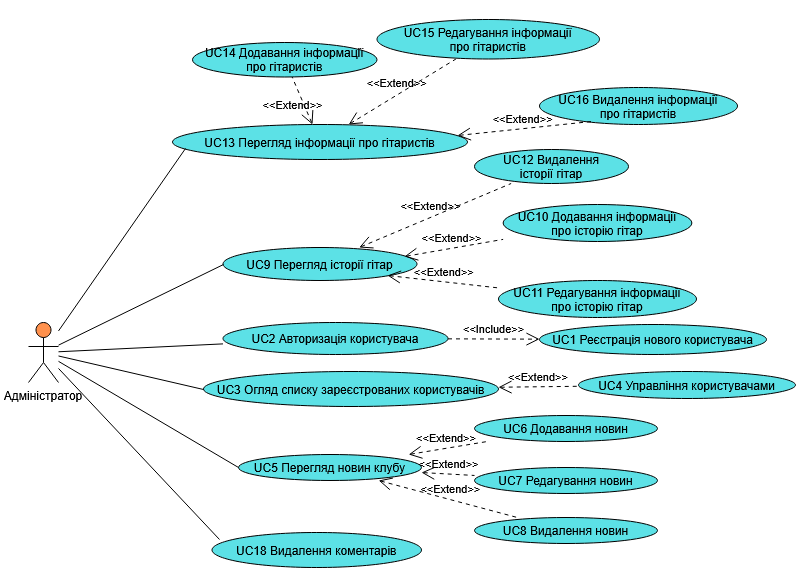 UC15 Редагування інформації
про гітаристів
UC14 Додавання інформації
про гітаристів
<<Extend>>
<<Extend>>
UC16 Видалення інформації
про гітаристів
<<Extend>>
UC13 Перегляд інформації про гітаристів
UC12 Видалення
історії гітар
<<Extend>>
UC10 Додавання інформації
про історію гітар
<<Extend>>
UC9 Перегляд історії гітар
<<Extend>>
UC11 Редагування інформації
про історію гітар
<<Include>>
UC2 Авторизація користувача
UC1 Реєстрація нового користувача
Адміністратор
<<Extend>>
UC3 Огляд списку зареєстрованих користувачів
UC4 Управління користувачами
UC6 Додавання новин
<<Extend>>
UC5 Перегляд новин клубу
<<Extend>>
UC7 Редагування новин
<<Extend>>
UC8 Видалення новин
UC18 Видалення коментарів